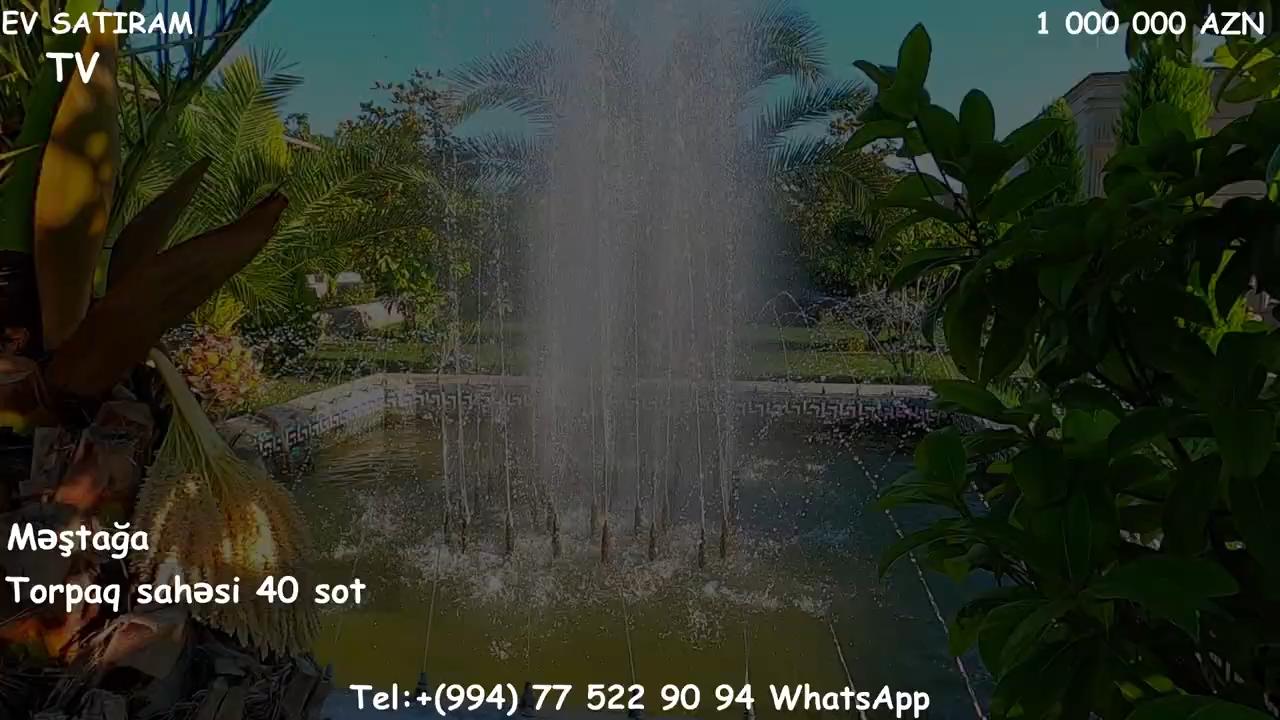 EV SATIRAM
TV
1 000 000 AZN
Məştağa
Torpaq sahəsi 40 sot
Tel:+(994) 77 522 90 94 WhatsApp